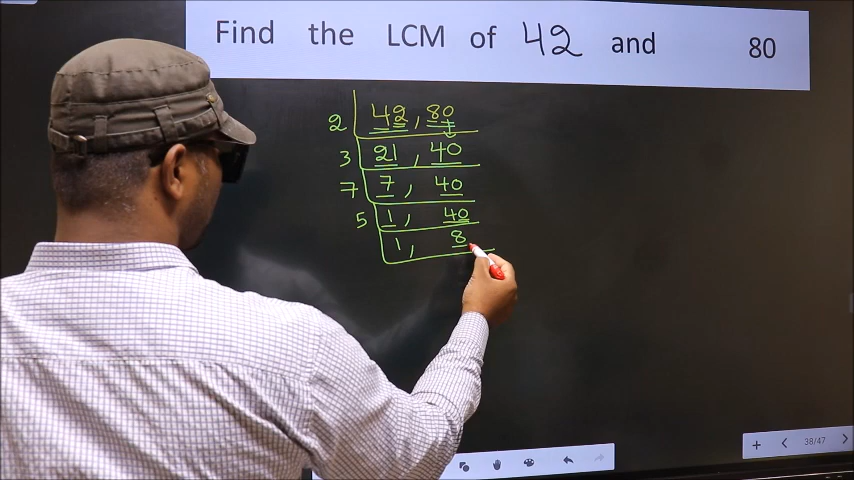 Find the LCM of 42 and 80
2 42, 80
3 21, 40
7 7, 40
5 1, 40
1, 8
38/47